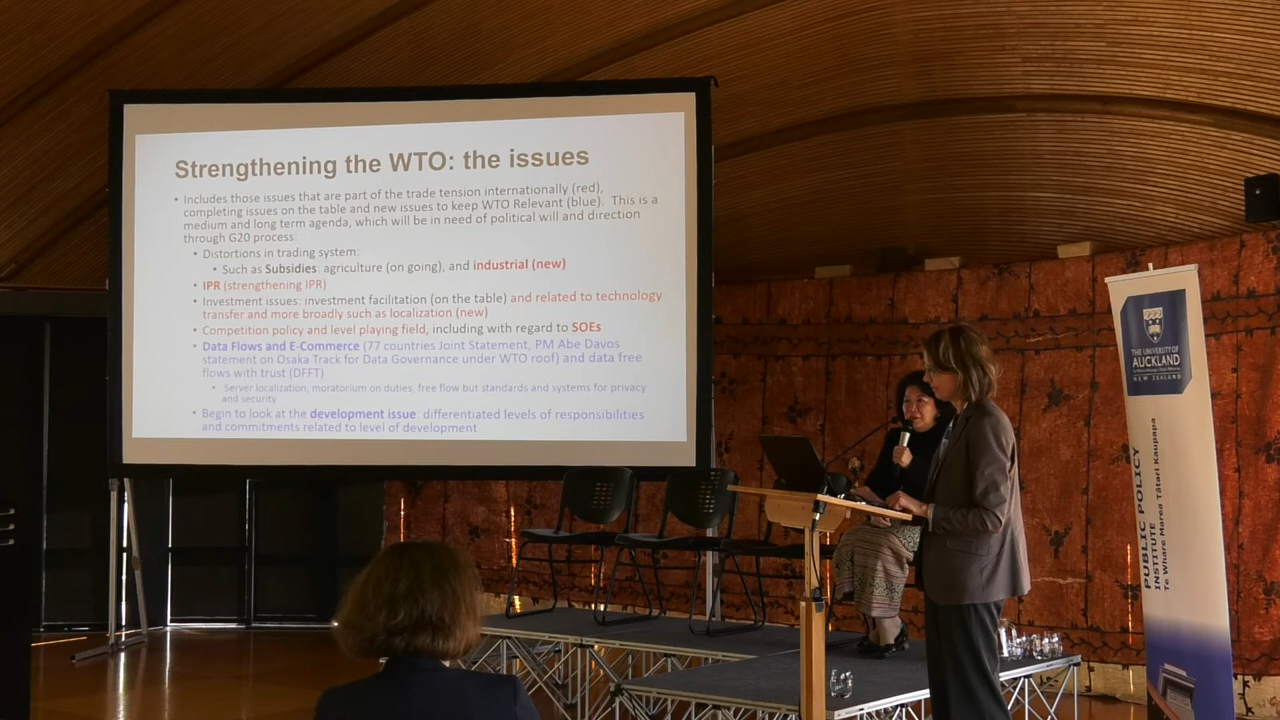 Strengthening the WTO: the issues
• Includes those issues that are part of the trade tension internationally (red),
completing issues on the table and new issues to keep WTO Relevant (blue). This is a
medium and long term agenda, which will be in need of political will and direction
through G20 process:
• Distortions in trading system:
• Such as Subsidies: agriculture (on going), and industrial (new)
• IPR (strengthening IPR)
• Investment issues: investment facilitation (on the table) and related to technology
transfer and more broadly such as localization (new)
• Competition policy and level playing field, including with regard to SOEs
• Data Flows and E-Commerce (77 countries Joint Statement, PM Abe Davos
statement on Osaka Track for Data Governance under WTO roof) and data free
flows with trust (DFFT)
• Server localization, moratorium on duties, free flow but standards and systems for privacy
and security
• Begin to look at the development issue: differentiated levels of responsibilities
and commitments related to level of development
THE UNIVERSITY OF
AUCKLAND
Te Whare Wānanga o Tāmaki Makaurau
NEW ZEALAND
PUBLIC POLICY
INSTITUTE
Te Whare Marea Tātari Kaupapa